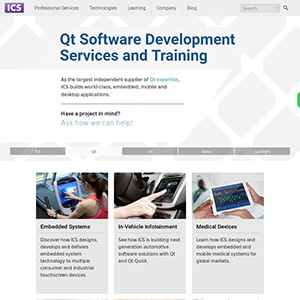 ICS
Professional Services Technologies Learning Company Blog Search
Qt Software Development
Services and Training
As the largest independent supplier of Qt expertise,
ICS builds world-class, embedded, mobile and
desktop applications.
Have a project in mind?
Ask how we can help!
ICS Qt UX News Spotlight
Embedded Systems
Discover how ICS designs,
develops and delivers
embedded system
technology to multiple
consumer and industrial
touchscreen devices.
In-Vehicle Infotainment
See how ICS is building next
generation automotive
software solutions with Qt
and Qt Quick.
Medical Devices
Learn how ICS designs and
develops embedded and
mobile medical systems for
global markets.